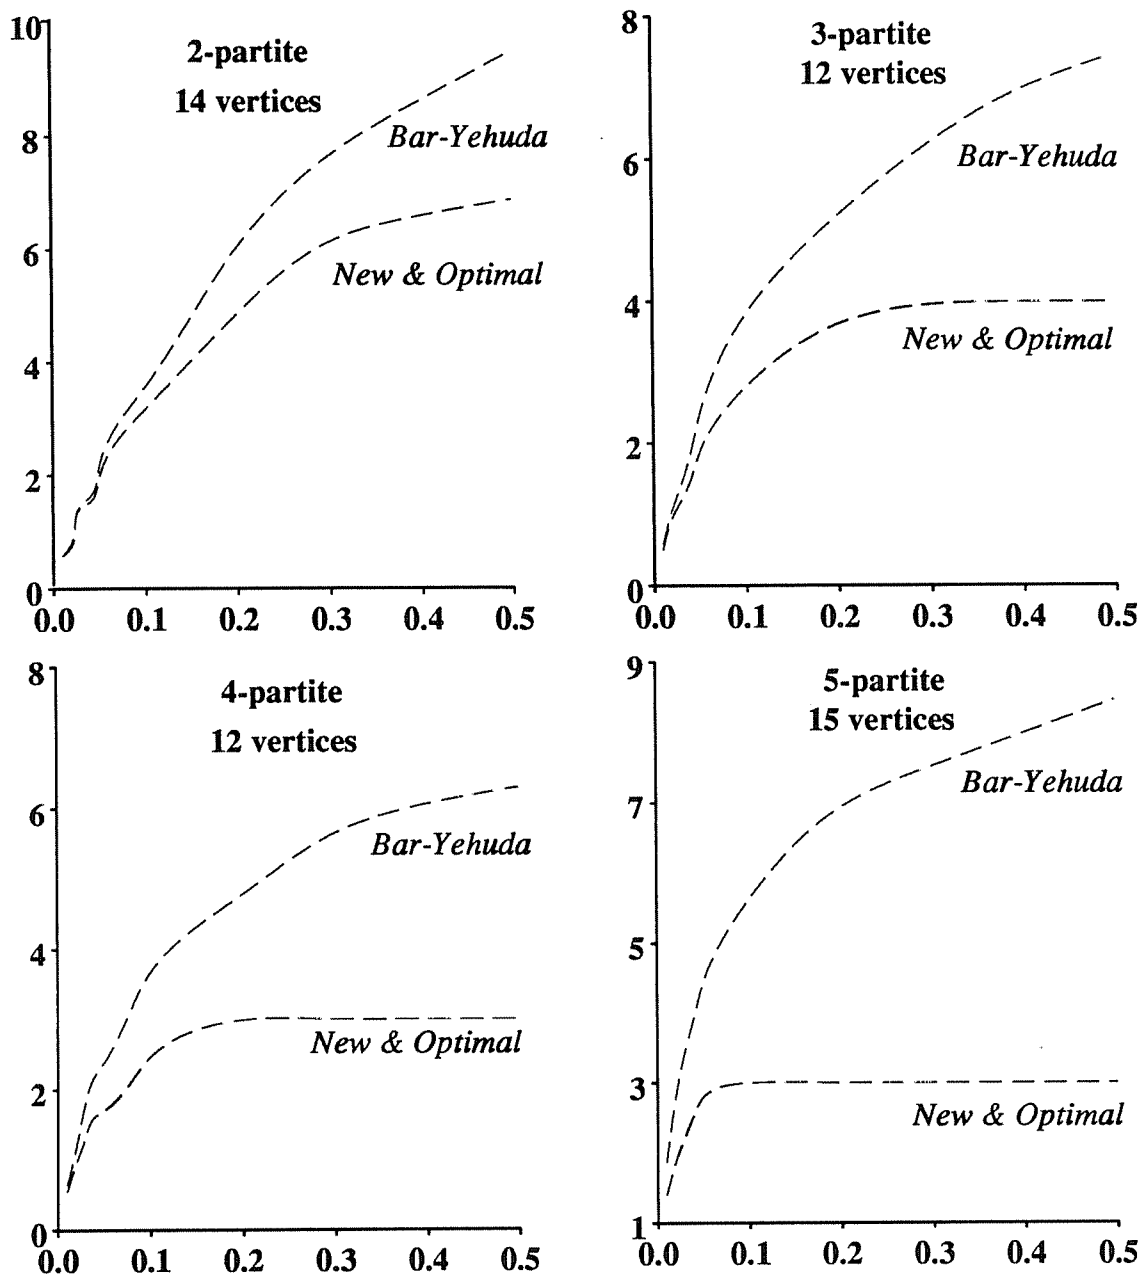 10
8
6
4
2
0
0.0 0.1 0.2 0.3 0.4 0.5
2-partite
14 vertices
Bar-Yehuda
New & Optimal
8
6
4
2
0
0.0 0.1 0.2 0.3 0.4 0.5
3-partite
12 vertices
Bar-Yehuda
New & Optimal
8
6
4
2
0
0.0 0.1 0.2 0.3 0.4 0.5
4-partite
12 vertices
Bar-Yehuda
New & Optimal
9
7
5
3
1
0.0 0.1 0.2 0.3 0.4 0.5
5-partite
15 vertices
Bar-Yehuda
New & Optimal